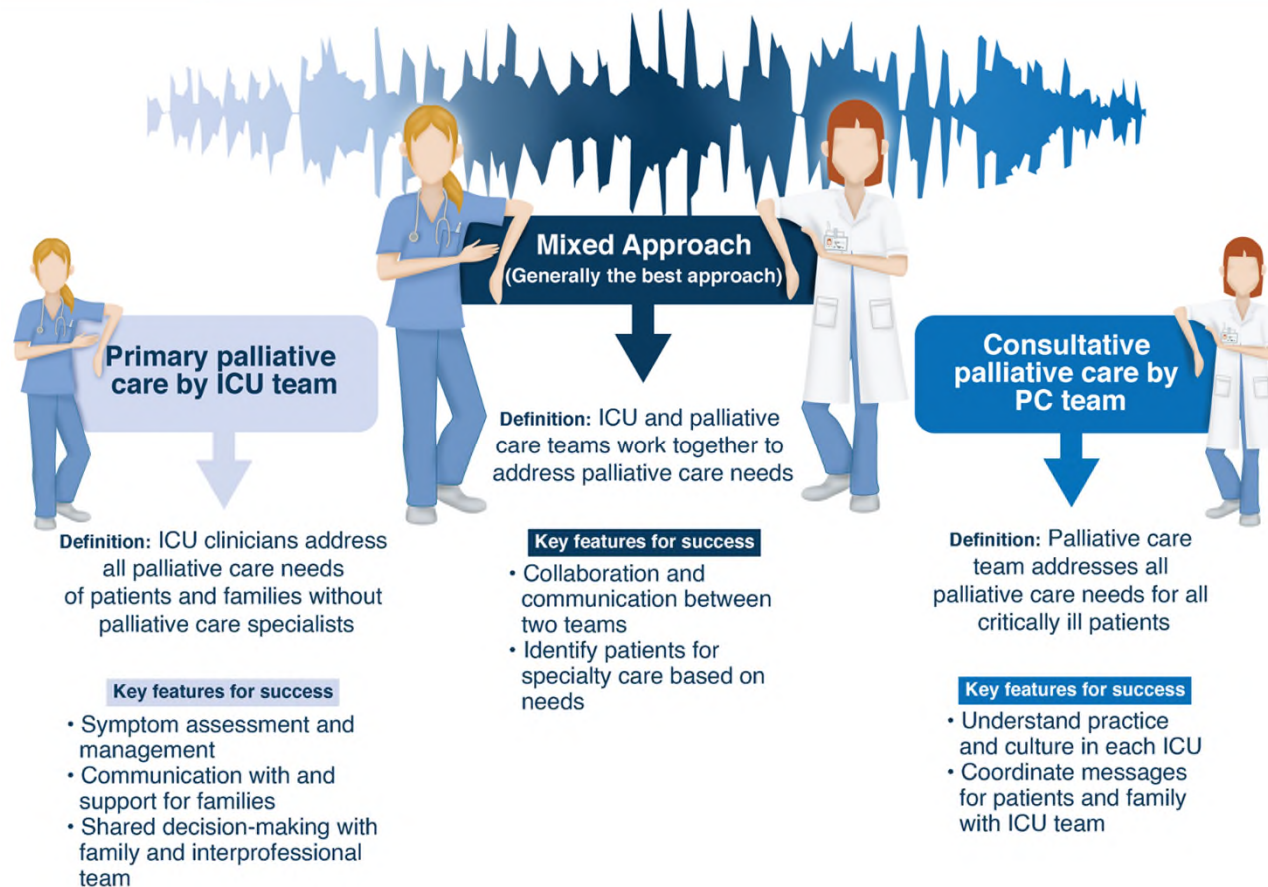 Mixed Approach
(Generally the best approach)
Primary palliative
care by ICU team
Definition: ICU clinicians address
all palliative care needs
of patients and families without
palliative care specialists
Key features for success
• Symptom assessment and
management
• Communication with and
support for families
• Shared decision-making with
family and interprofessional
team
Definition: ICU and palliative
care teams work together to
address palliative care needs
Key features for success
• Collaboration and
communication between
two teams
• Identify patients for
specialty care based on
needs
Consultative
palliative care by
PC team
Definition: Palliative care
team addresses all
palliative care needs for all
critically ill patients
Key features for success
• Understand practice
and culture in each ICU
• Coordinate messages
for patients and family
with ICU team